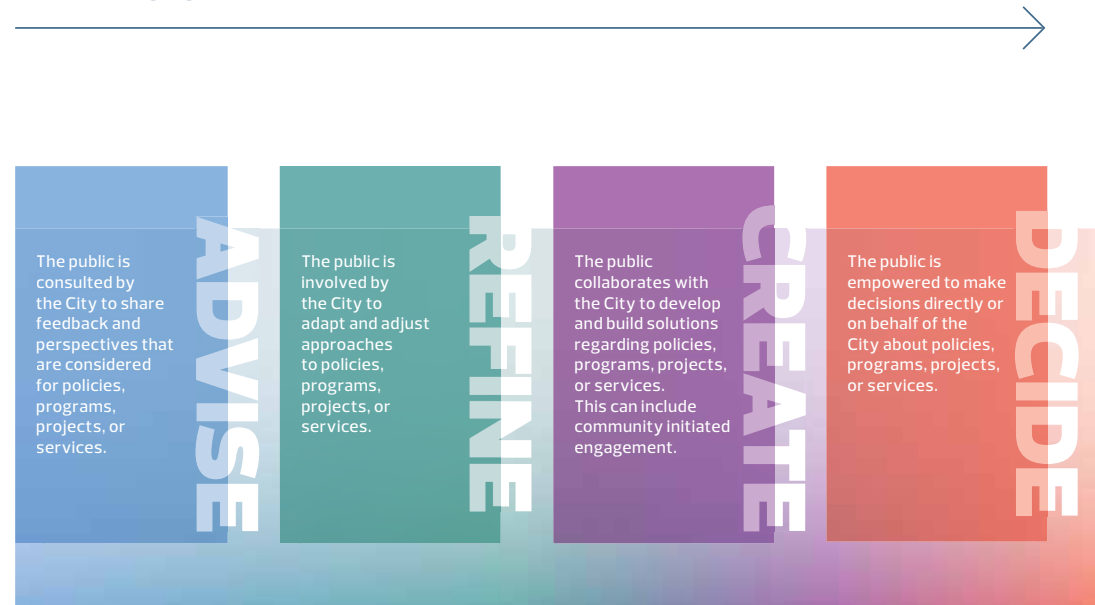 The public is
consulted by
the City to share
feedback and
perspectives that
are considered
for policies,
programs,
projects, or
services.
ADVISE
The public is
involved by
the City to
adapt and adjust
approaches
to policies,
programs,
projects, or
services.
REFINE
The public
collaborates with
the City to develop
and build solutions
regarding policies,
programs, projects,
or services.
This can include
community initiated
engagement.
CREATE
The public is
empowered to make
decisions directly or
on behalf of the
City about policies,
programs, projects,
or services.
DECIDE